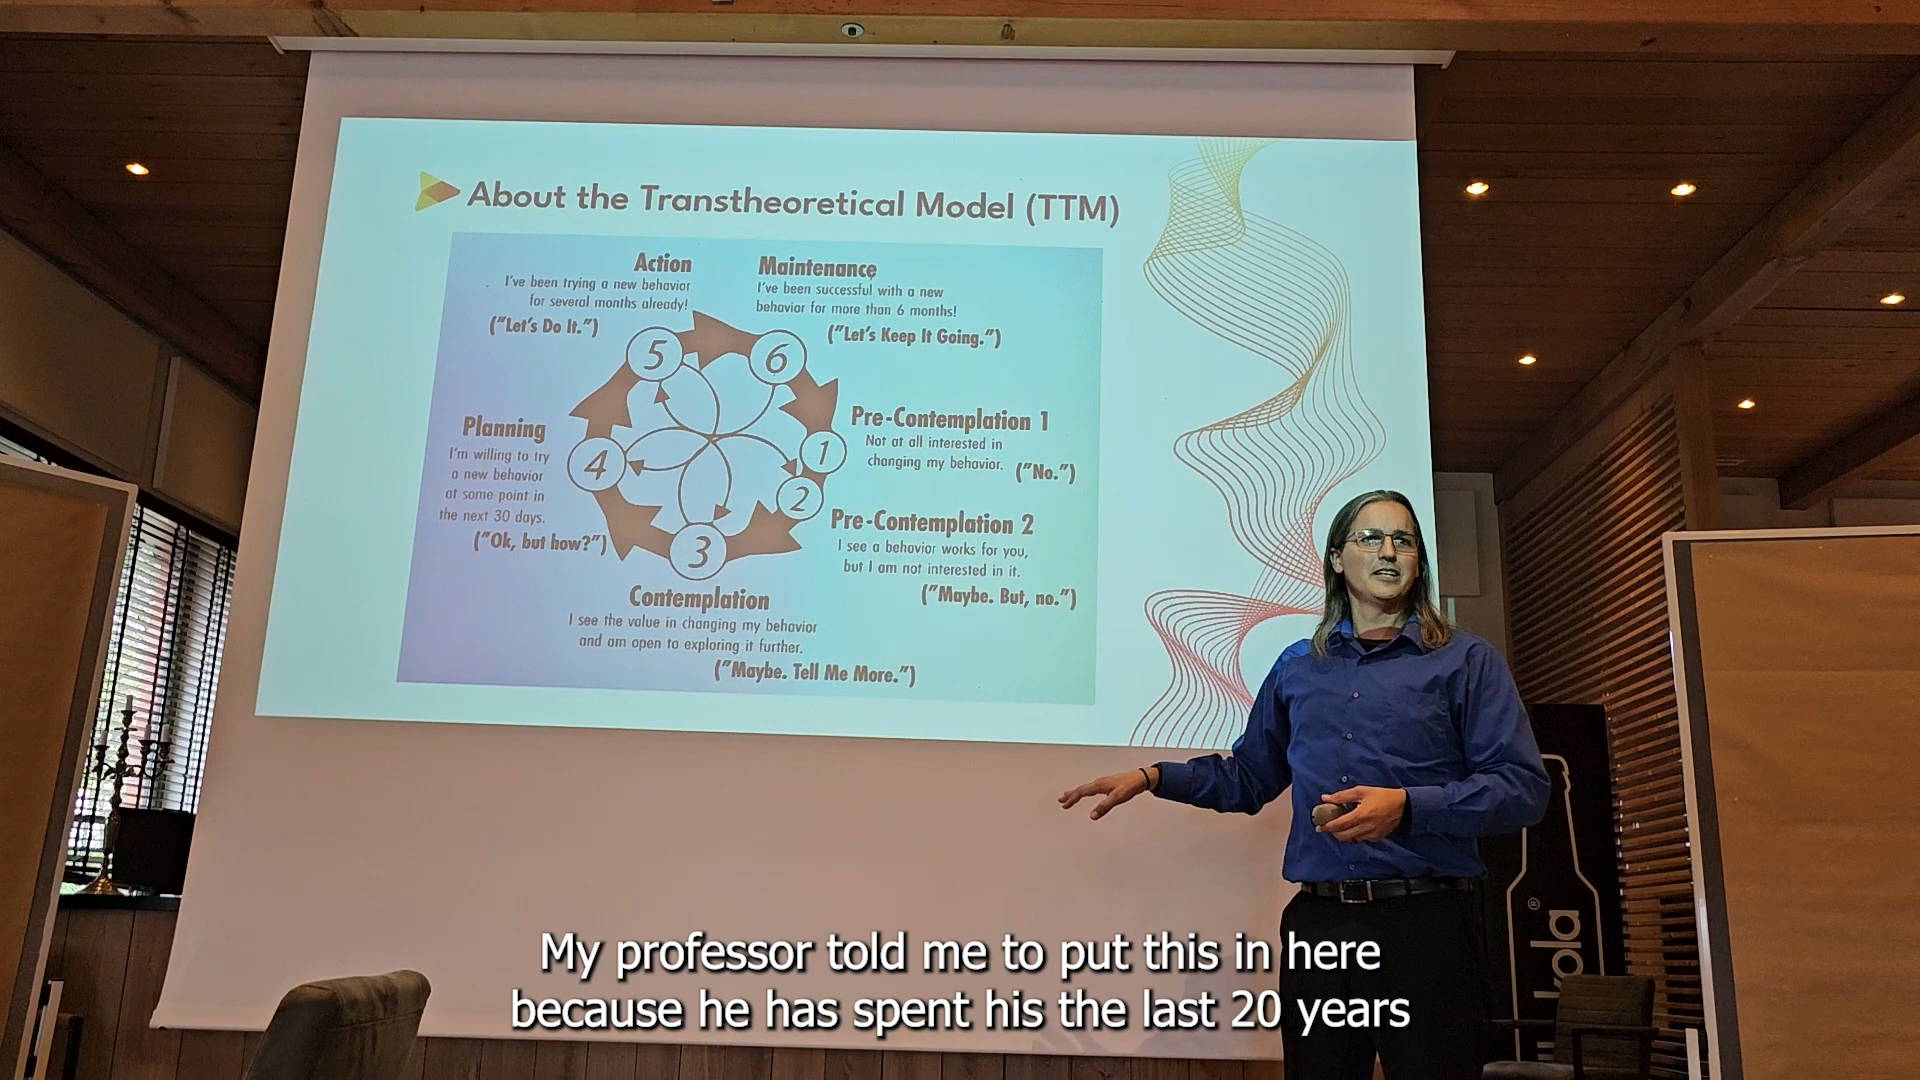 About the Transtheoretical Model (TTM)
Action
I've been trying a new behavior
for several months already!
("Let's Do It.")
Maintenance
I've been successful with a new
behavior for more than 6 months!
("Let's Keep It Going.")
5
6
Pre-Contemplation 1
Not at all interested in
changing my behavior. ("No.")
1
Planning
I'm willing to try
a new behavior
at some point in
the next 30 days.
("Ok, but how?")
4
2
Pre-Contemplation 2
I see a behavior works for you,
but I am not interested in it.
("Maybe. But, no.")
3
Contemplation
I see the value in changing my behavior
and am open to exploring it further.
("Maybe. Tell Me More.")
My professor told me to put this in here
because he has spent his the last 20 years